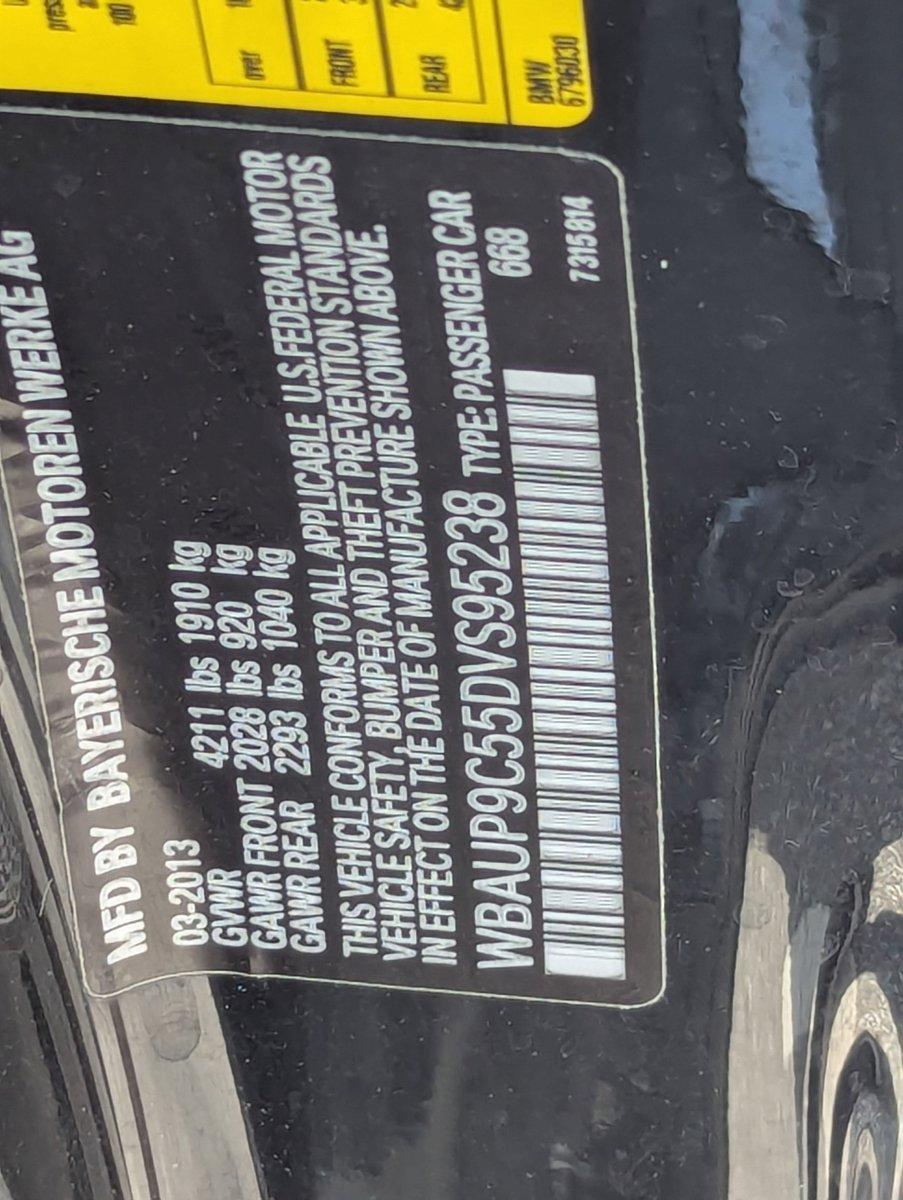 over
FRONT
REAR
BMW
6796030
MFD BY BAYERISCHE MOTOREN WERKE AG
03-2013
GVWR 4211 lbs 1910 kg
GAWR FRONT 2028 lbs 920 kg
GAWR REAR 2293 lbs 1040 kg
THIS VEHICLE CONFORMS TO ALL APPLICABLE U.S.FEDERAL MOTOR
VEHICLE SAFETY, BUMPER AND THEFT PREVENTION STANDARDS
IN EFFECT ON THE DATE OF MANUFACTURE SHOWN ABOVE.
WBAUP9C55DVS95238 TYPE: PASSENGER CAR
668
7315814